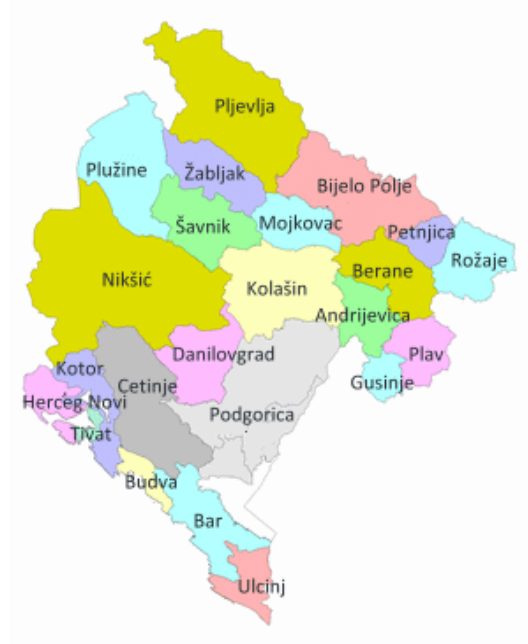 Pljevlja
Plužine
Žabljak
Bijelo Polje
Šavnik
Mojkovac
Petnjica
Rožaje
Nikšić
Kolašin
Berane
Andrijevica
Danilovgrad
Plav
Kotor
Cetinje
Gusinje
Herceg Novi
Podgorica
Tivat
Budva
Bar
Ulcinj